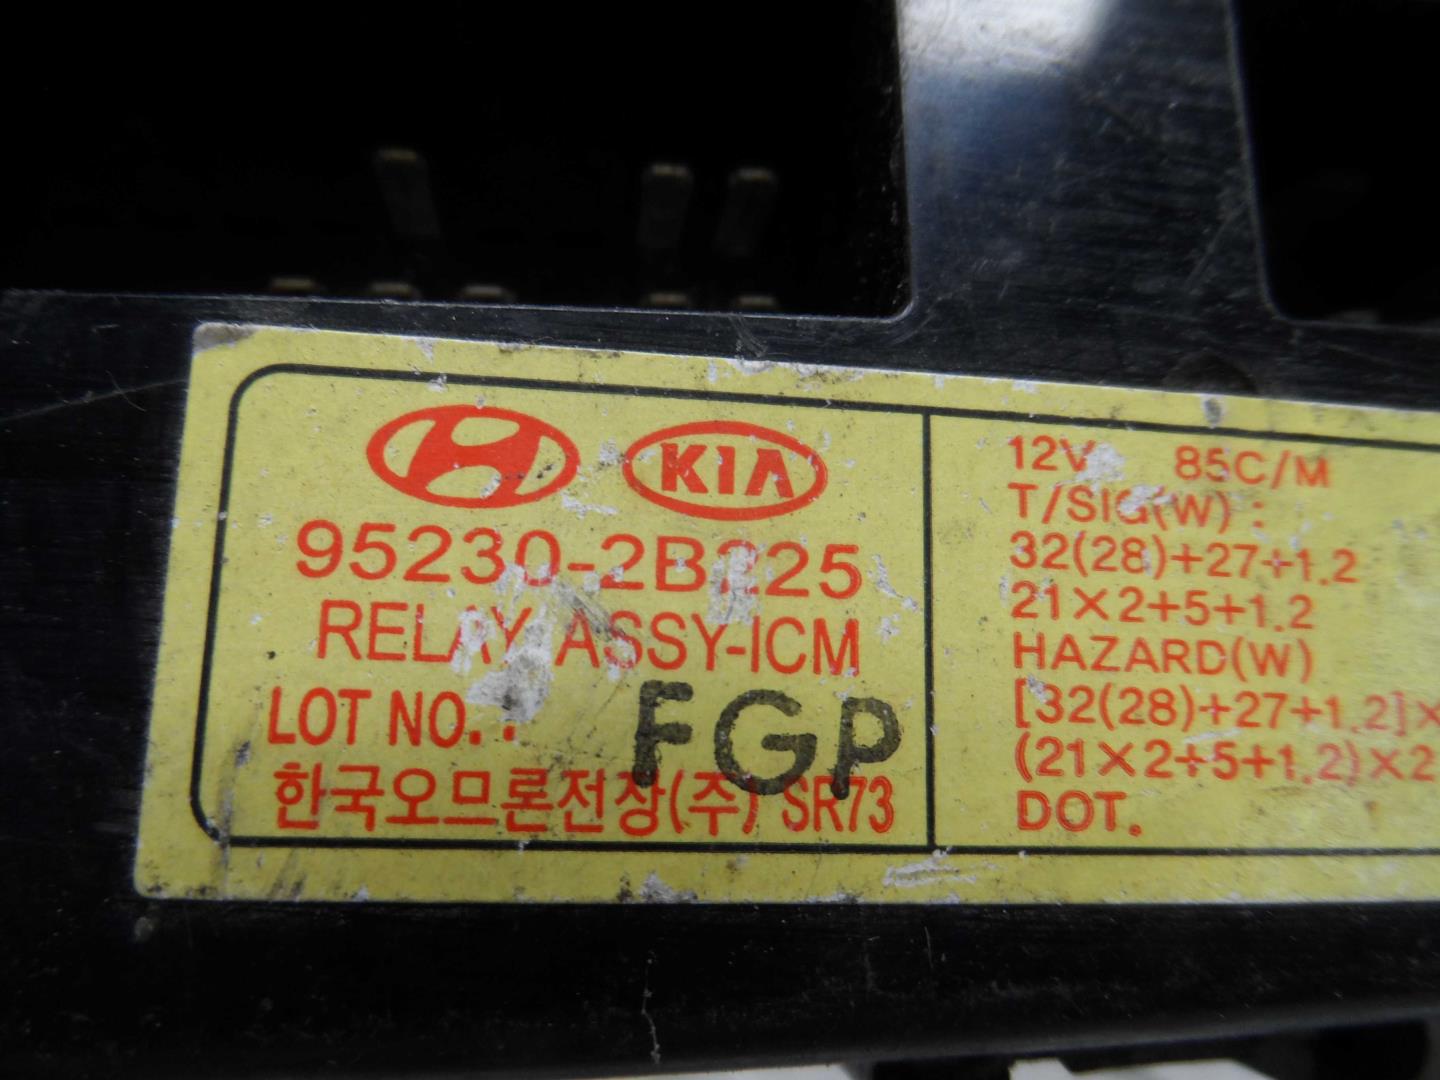 KIA
95230-2B225
RELAY ASSY-ICM
LOT NO. : FGP
한국오므론전장(주) SR73
12V 85C/M
T/SIG(W) :
32(28)+27+1.2
21×2+5+1.2
HAZARD(W)
[32(28)+27+1.2]×
(21×2+5+1.2)×2
DOT.